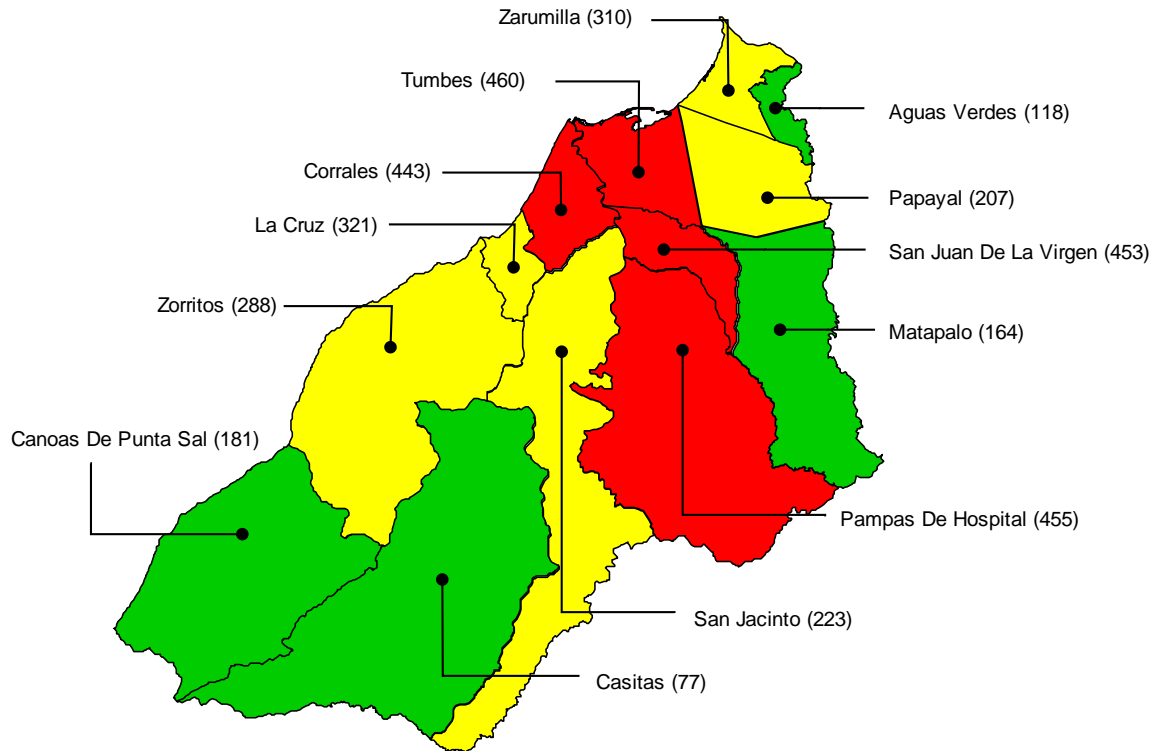 Zarumilla (310)
Tumbes (460)
Aguas Verdes (118)
Corrales (443)
Papayal (207)
La Cruz (321)
San Juan De La Virgen (453)
Zorritos (288)
Matapalo (164)
Canoas De Punta Sal (181)
Pampas De Hospital (455)
San Jacinto (223)
Casitas (77)